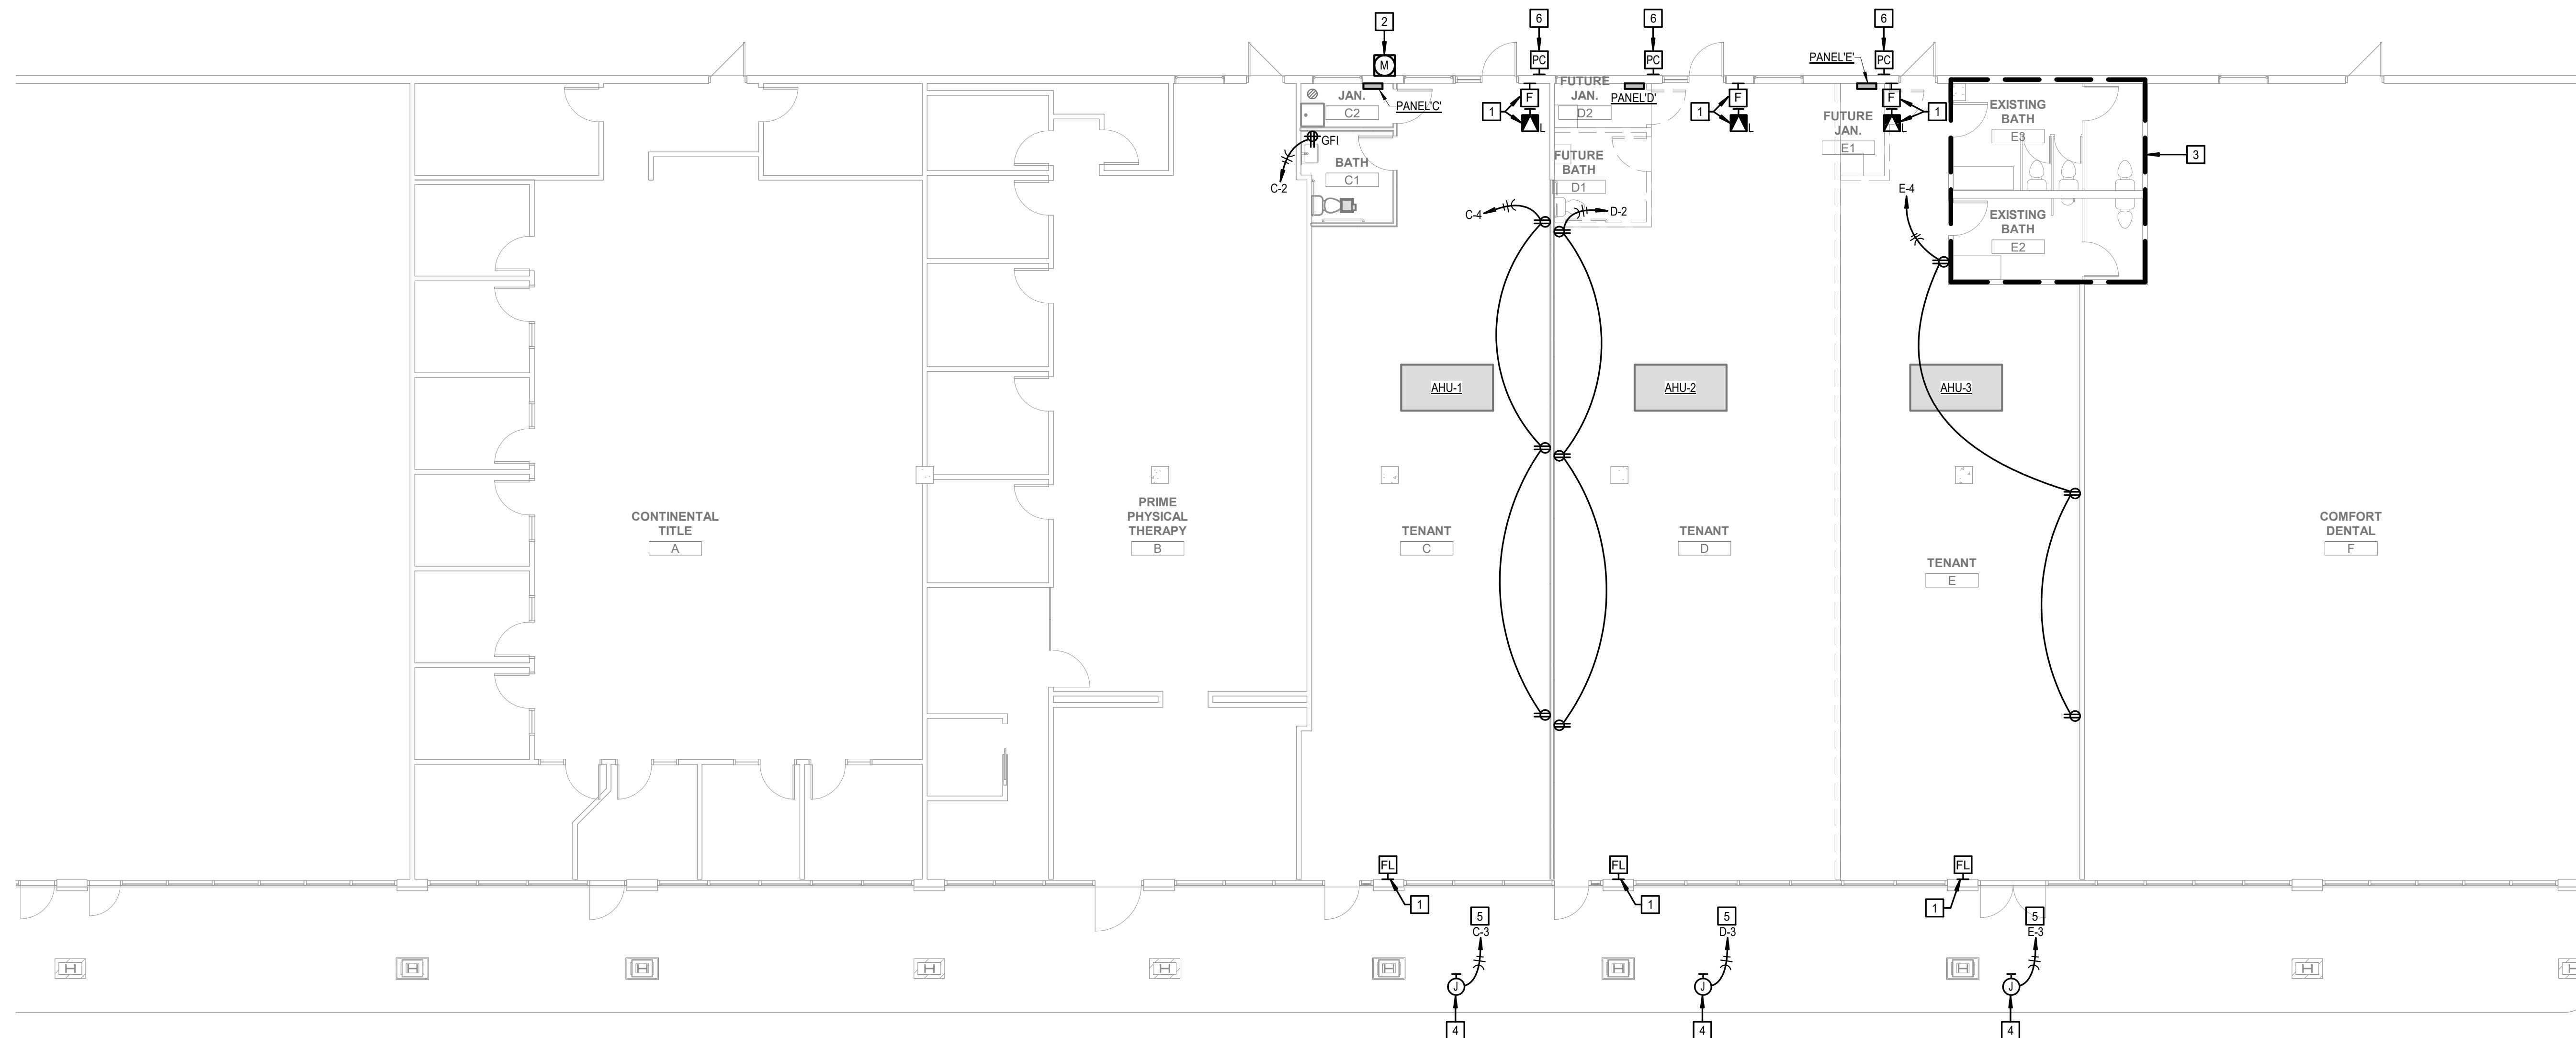 2
6
6
6
M
PC
PC
PC
PANEL'E'
JAN.
C2
PANEL'C'
1
F
FUTURE
JAN.
D2
PANEL'D'
1
F
FUTURE
JAN.
E1
F
1
L
L
L
EXISTING
BATH
E3
3
GFI
BATH
C1
C-2
FUTURE
BATH
D1
C-4
D-2
E-4
EXISTING
BATH
E2
AHU-1
AHU-2
AHU-3
CONTINENTAL
TITLE
A
PRIME
PHYSICAL
THERAPY
B
TENANT
C
TENANT
D
TENANT
E
COMFORT
DENTAL
F
FL
FL
FL
1
1
1
5
C-3
5
D-3
5
E-3
H
H
H
H
H
H
H
H
H
H
J
J
J
4
4
4